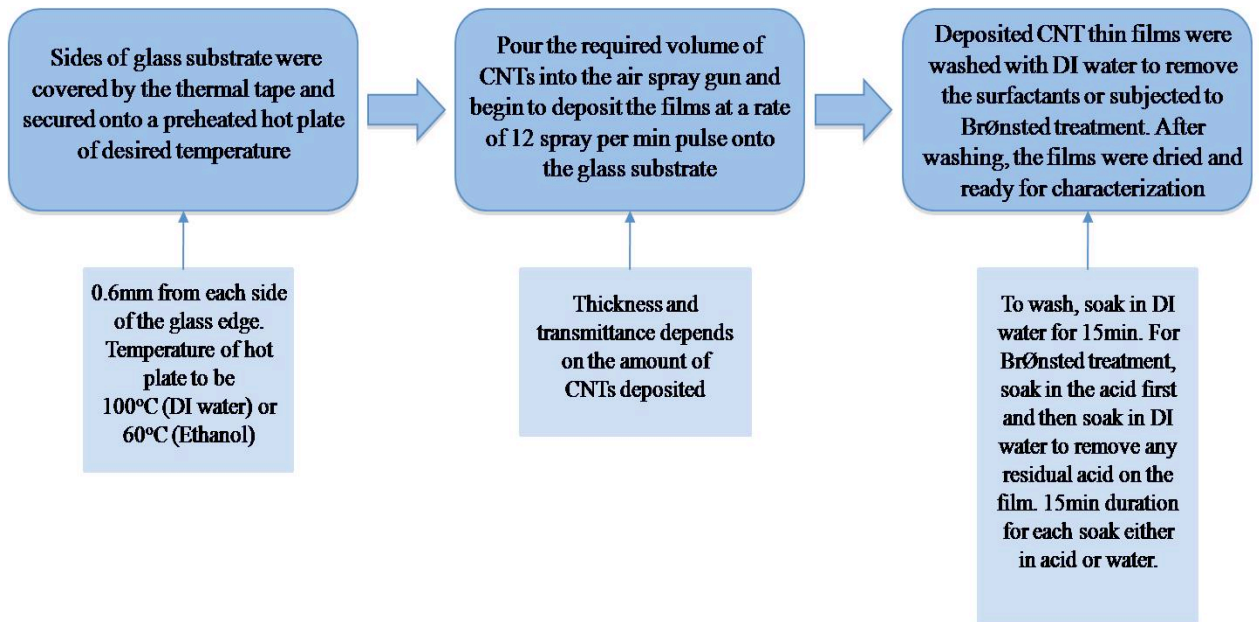 Sides of glass substrate were
covered by the thermal tape and
secured onto a preheated hot plate
of desired temperature
Pour the required volume of
CNTs into the air spray gun and
begin to deposit the films at a rate
of 12 spray per min pulse onto
the glass substrate
Deposited CNT thin films were
washed with DI water to remove
the surfactants or subjected to
BrØnsted treatment. After
washing, the films were dried and
ready for characterization
0.6mm from each side
of the glass edge.
Temperature of hot
plate to be
100°C (DI water) or
60°C (Ethanol)
Thickness and
transmittance depends
on the amount of
CNTs deposited
To wash, soak in DI
water for 15min. For
BrØnsted treatment,
soak in the acid first
and then soak in DI
water to remove any
residual acid on the
film. 15min duration
for each soak either
in acid or water.